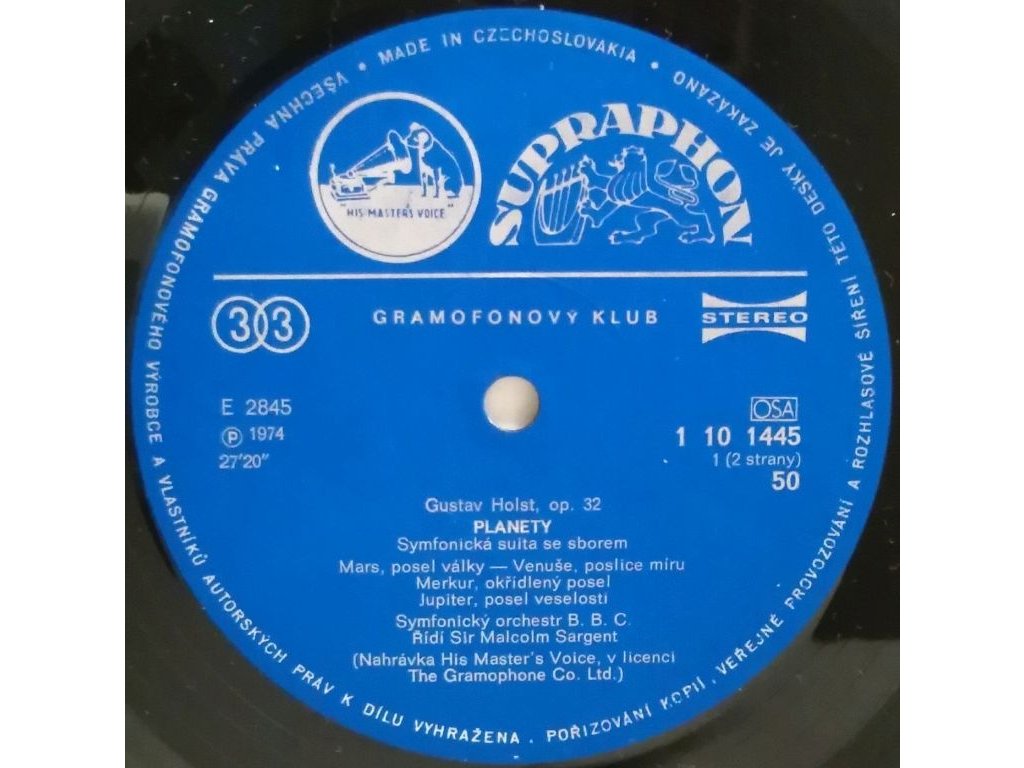 VŠECHNA PRÁVA GRAMOFONOVÉHO VÝROBCE A VLASTNÍKŮ AUTORSKÝCH PRÁV K DÍLU VYHRAŽENA . POŘIZOVÁNÍ KOPIÍ, VEŘEJNÉ PROVOZOVÁNÍ A ROZHLASOVÉ ŠÍŘENÍ TÉTO DESKY JE ZAKÁZÁNO • MADE IN CZECHOSLOVAKIA •
"HIS MASTER'S VOICE"
SUPRAPHON
33
GRAMOFONOVÝ KLUB
STEREO
E 2845
Ⓟ 1974
27'20"
OSA
1 10 1445
1 (2 strany)
50
Gustav Holst, op. 32
PLANETY
Symfonická suita se sborem
Mars, posel války — Venuše, poslice míru
Merkur, okřídlený posel
Jupiter, posel veselosti
Symfonický orchestr B. B. C.
Řídí Sir Malcolm Sargent
(Nahrávka His Master's Voice, v licenci
The Gramophone Co. Ltd.)